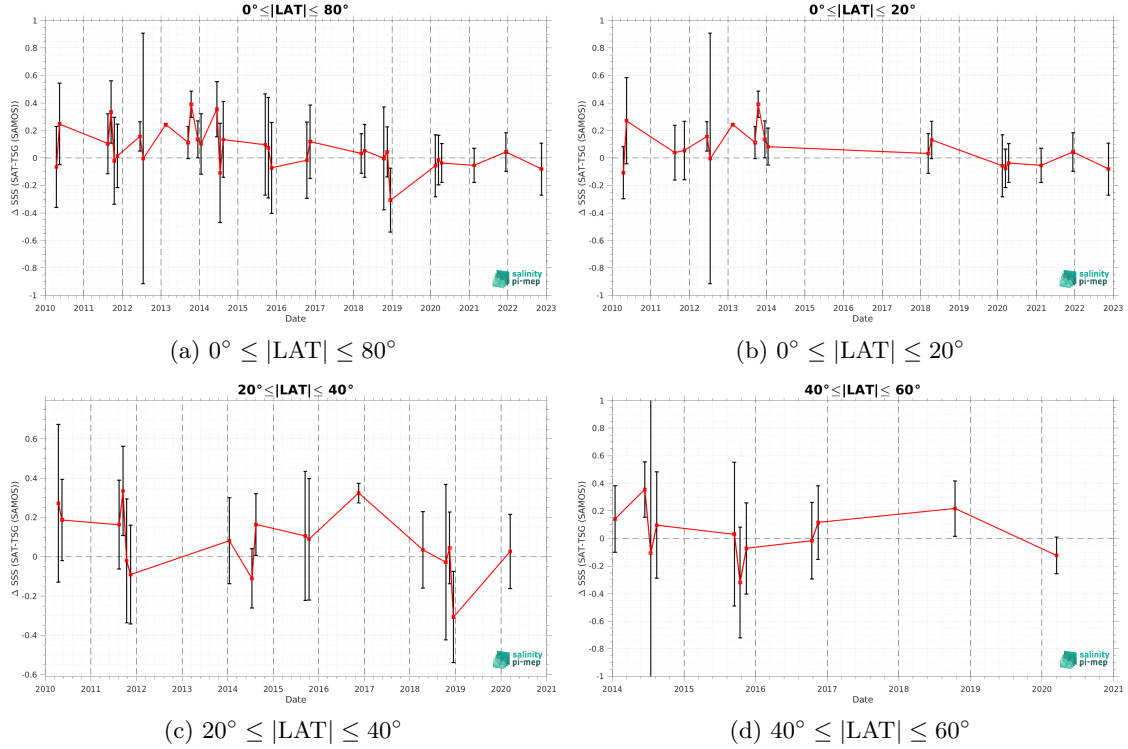 0°≤|LAT|≤ 80°
Δ SSS (SAT-TSG (SAMOS))
1
0.8
0.6
0.4
0.2
0
-0.2
-0.4
-0.6
-0.8
-1
2010 2011 2012 2013 2014 2015 2016 2017 2018 2019 2020 2021 2022 2023
Date
salinity
pi-mep
(a) 0° ≤ |LAT| ≤ 80°
0°≤|LAT|≤ 20°
Δ SSS (SAT-TSG (SAMOS))
1
0.8
0.6
0.4
0.2
0
-0.2
-0.4
-0.6
-0.8
-1
2010 2011 2012 2013 2014 2015 2016 2017 2018 2019 2020 2021 2022 2023
Date
salinity
pi-mep
(b) 0° ≤ |LAT| ≤ 20°
20°≤|LAT|≤ 40°
Δ SSS (SAT-TSG (SAMOS))
0.6
0.4
0.2
0
-0.2
-0.4
-0.6
2010 2011 2012 2013 2014 2015 2016 2017 2018 2019 2020 2021
Date
salinity
pi-mep
(c) 20° ≤ |LAT| ≤ 40°
40°≤|LAT|≤ 60°
Δ SSS (SAT-TSG (SAMOS))
1
0.8
0.6
0.4
0.2
0
-0.2
-0.4
-0.6
-0.8
-1
2014 2015 2016 2017 2018 2019 2020 2021
Date
salinity
pi-mep
(d) 40° ≤ |LAT| ≤ 60°